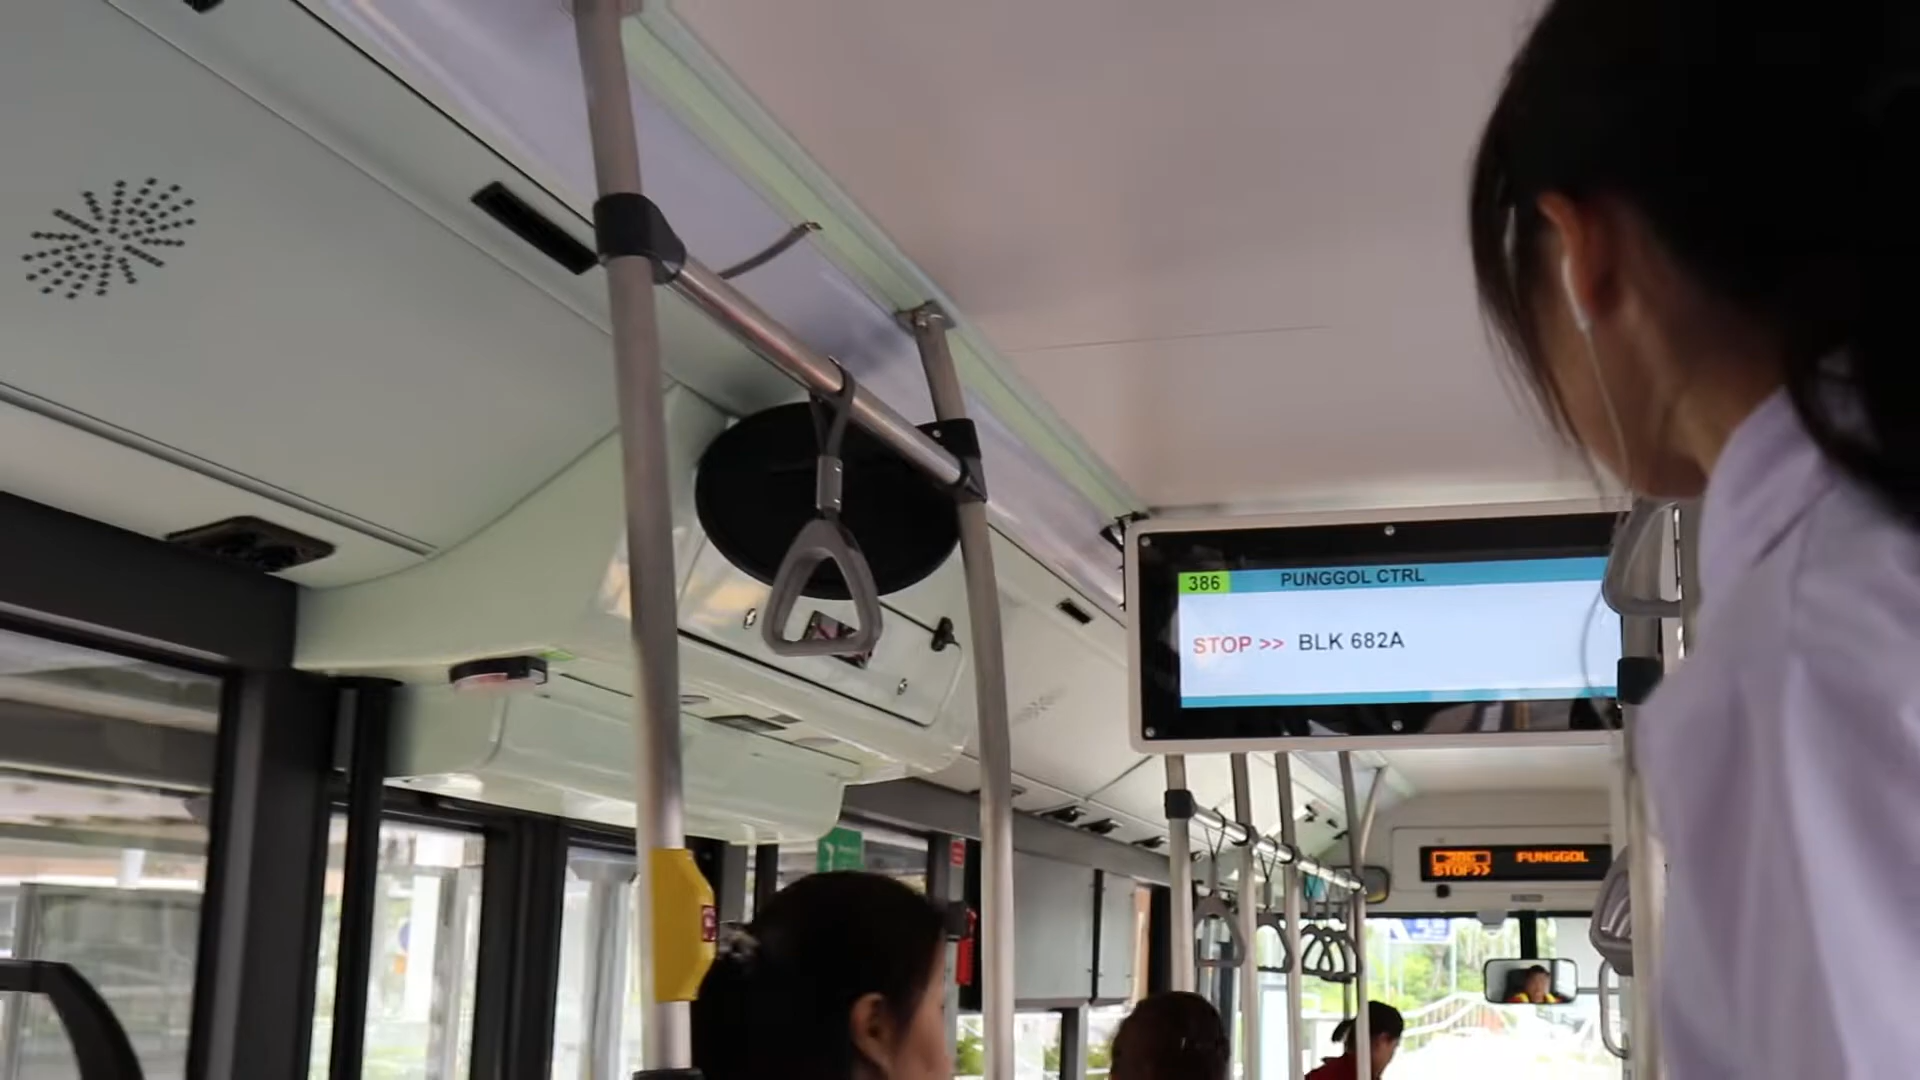 386 PUNGGOL CTRL
STOP >> BLK 682A
386 PUNGGOL
STOP>>